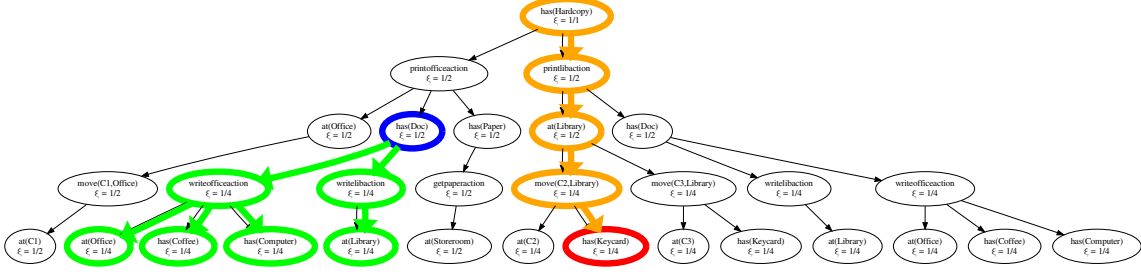 has(Hardcopy)
ξ = 1/1
printofficeaction
ξ = 1/2
printlibaction
ξ = 1/2
at(Office)
ξ = 1/2
has(Doc)
ξ = 1/2
has(Paper)
ξ = 1/2
at(Library)
ξ = 1/2
has(Doc)
ξ = 1/2
move(C1,Office)
ξ = 1/2
writeofficeaction
ξ = 1/4
writelibaction
ξ = 1/4
getpaperaction
ξ = 1/2
move(C2,Library)
ξ = 1/4
move(C3,Library)
ξ = 1/4
writelibaction
ξ = 1/4
writeofficeaction
ξ = 1/4
at(C1)
ξ = 1/2
at(Office)
ξ = 1/4
has(Coffee)
ξ = 1/4
has(Computer)
ξ = 1/4
at(Library)
ξ = 1/4
at(Storeroom)
ξ = 1/2
at(C2)
ξ = 1/4
has(Keycard)
ξ = 1/4
at(C3)
ξ = 1/4
has(Keycard)
ξ = 1/4
at(Library)
ξ = 1/4
at(Office)
ξ = 1/4
has(Coffee)
ξ = 1/4
has(Computer)
ξ = 1/4